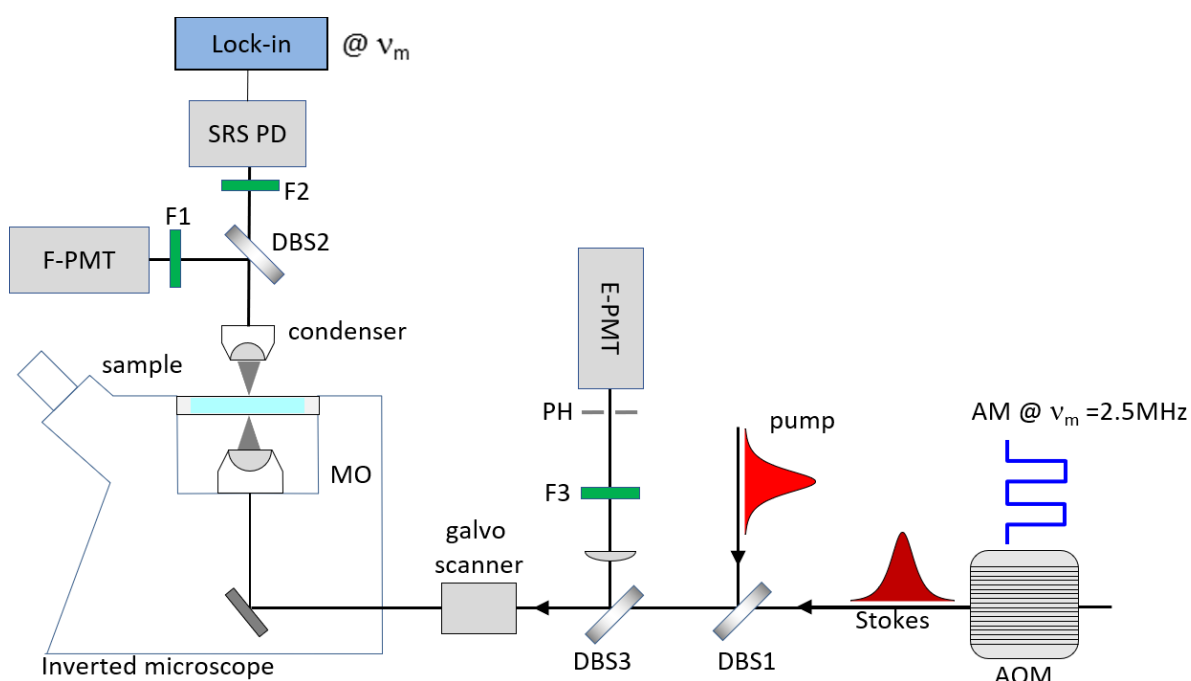 Lock-in @ νm
SRS PD
F2
F1
DBS2
F-PMT
E-PMT
condenser
sample
PH
pump
AM @ νm =2.5MHz
MO
F3
galvo
scanner
Stokes
DBS3
DBS1
AOM
Inverted microscope